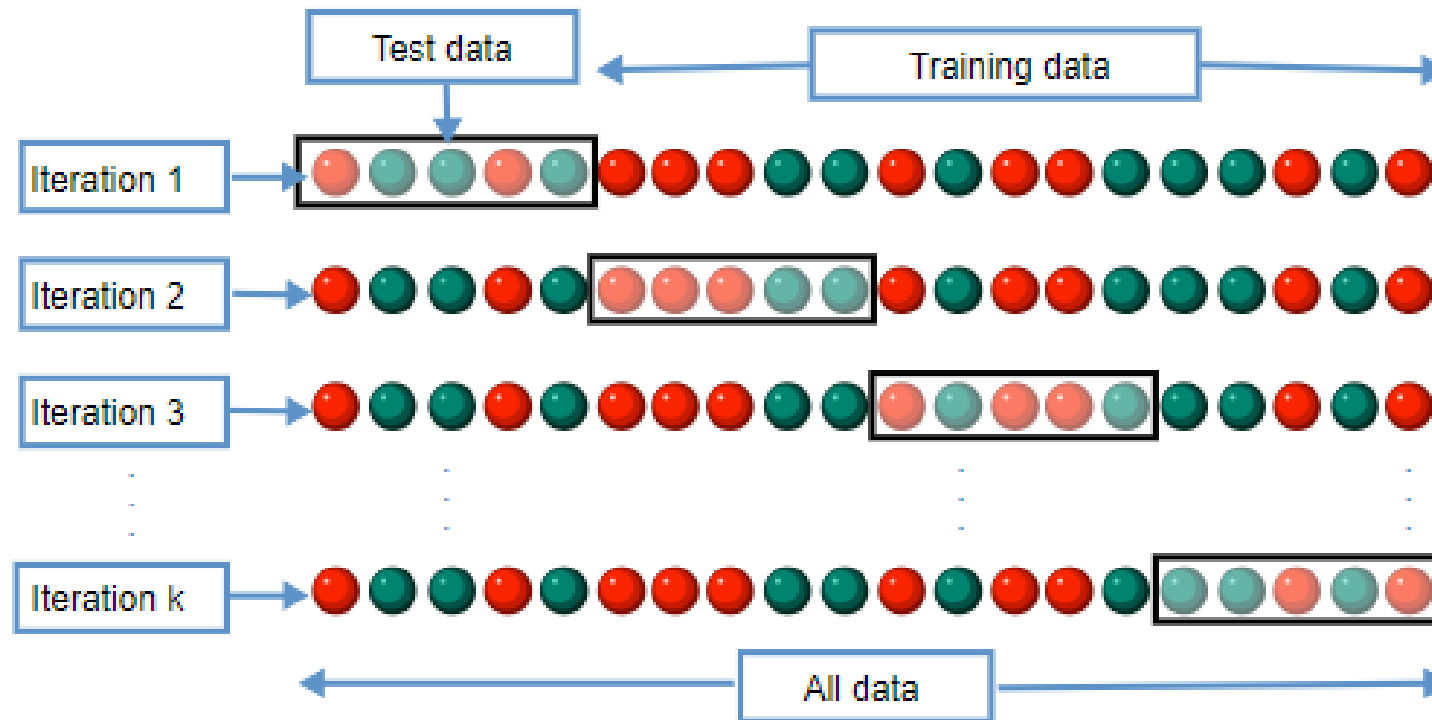 Test data
Training data
Iteration 1
Iteration 2
Iteration 3
Iteration k
All data